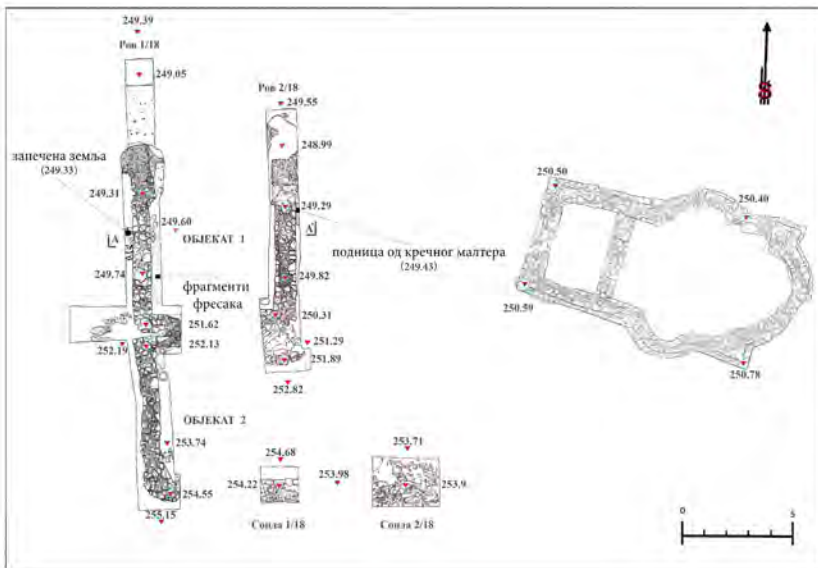 249.39
Ров 1/18
249.05
Ров 2/18
249.55
248.99
запечена земља
(249.33)
249.31
249.29
249.60
А
ОБЈЕКАТ 1
А'
подница од кречног малтера
(249.43)
249.74
249.82
фрагменти
фресака
250.31
251.62
251.29
252.19
252.13
251.89
252.82
ОБЈЕКАТ 2
253.74
254.55
255.15
254.68
254.22
253.98
Сонда 1/18
253.71
253.9
Сонда 2/18
250.50
250.40
250.59
250.78
S
0
5